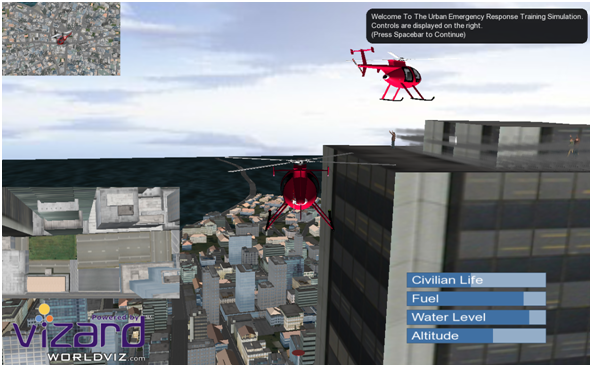 Welcome To The Urban Emergency Response Training Simulation.
Controls are displayed on the right.
(Press Spacebar to Continue)
Civilian Life
Fuel
Water Level
Altitude
Powered by
vizard
WORLDVIZ.com